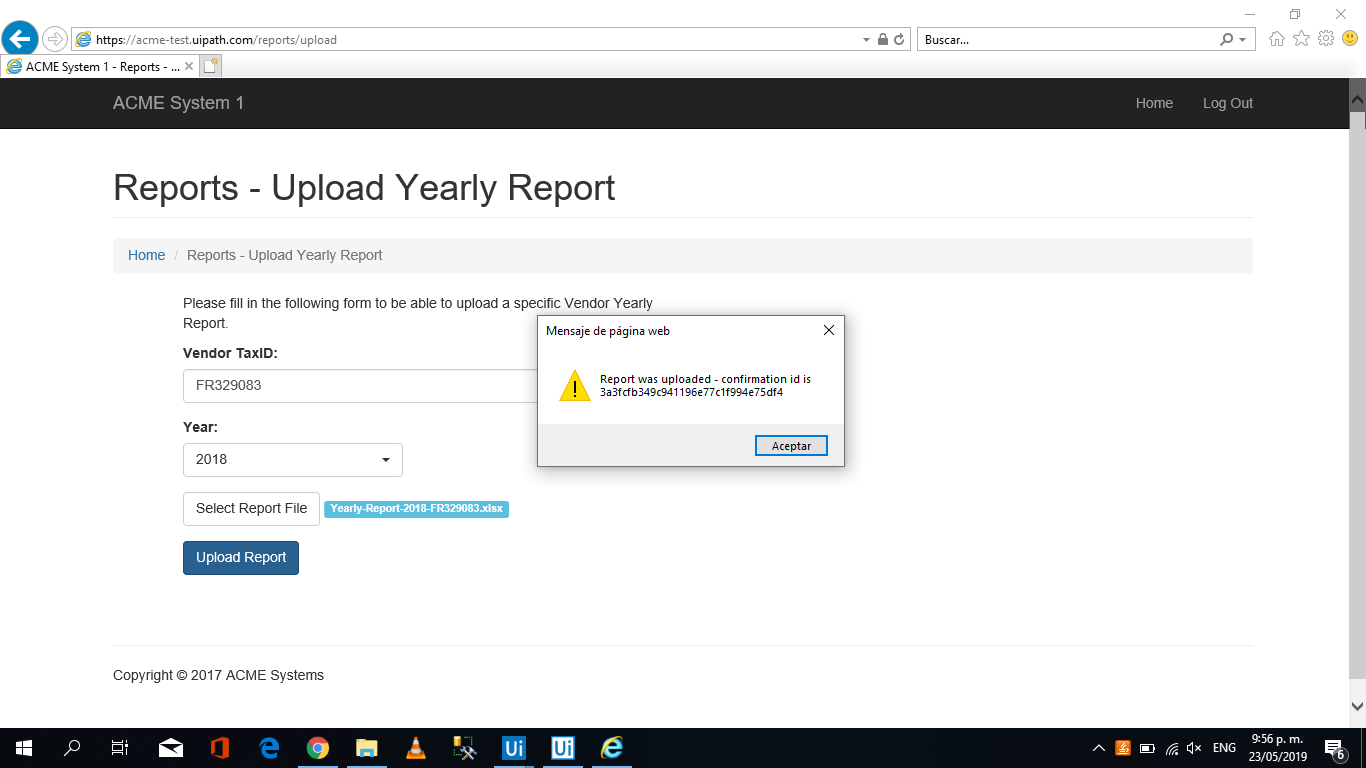 https://acme-test.uipath.com/reports/upload
Buscar...
ACME System 1 - Reports - ...
ACME System 1
Home
Log Out
Reports - Upload Yearly Report
Home / Reports - Upload Yearly Report
Please fill in the following form to be able to upload a specific Vendor Yearly
Report.
Vendor TaxID:
FR329083
Year:
2018
Select Report File
Yearly-Report-2018-FR329083.xlsx
Upload Report
Mensaje de página web
Report was uploaded - confirmation id is
3a3fcfb349c941196e77c1f994e75df4
Aceptar
Copyright © 2017 ACME Systems
Ui
Ui
ENG
9:56 p. m.
23/05/2019
6